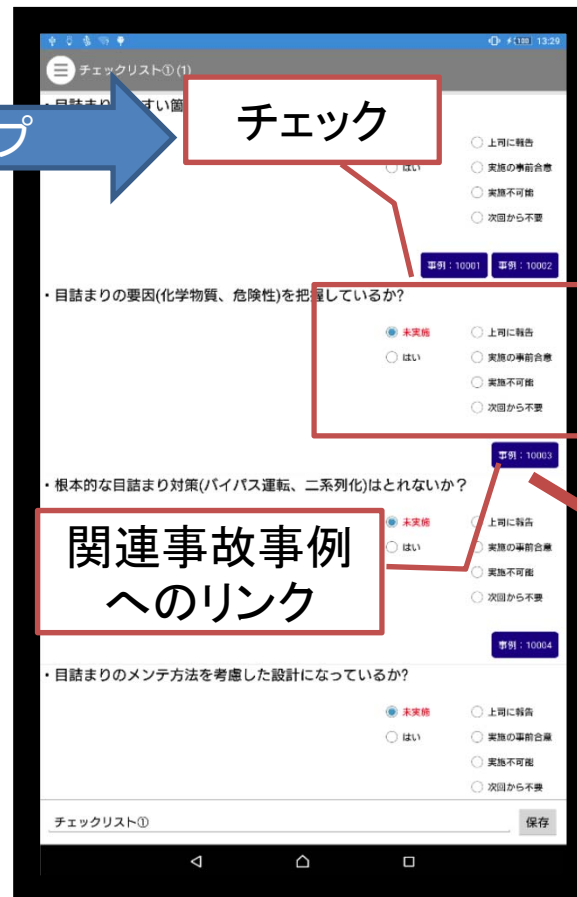 100 13:29
チェックリスト① (1)
プ
チェック
はい
上司に報告
実施の事前合意
実施不可能
次回から不要
事例:10001
事例:10002
・目詰まりの要因(化学物質、危険性)を把握しているか?
未実施
上司に報告
はい
実施の事前合意
実施不可能
次回から不要
事例:10003
・根本的な目詰まり対策(バイパス運転、二系列化)はとれないか?
関連事故事例
へのリンク
未実施
上司に報告
はい
実施の事前合意
実施不可能
次回から不要
事例:10004
・目詰まりのメンテ方法を考慮した設計になっているか?
未実施
上司に報告
はい
実施の事前合意
実施不可能
次回から不要
チェックリスト①
保存